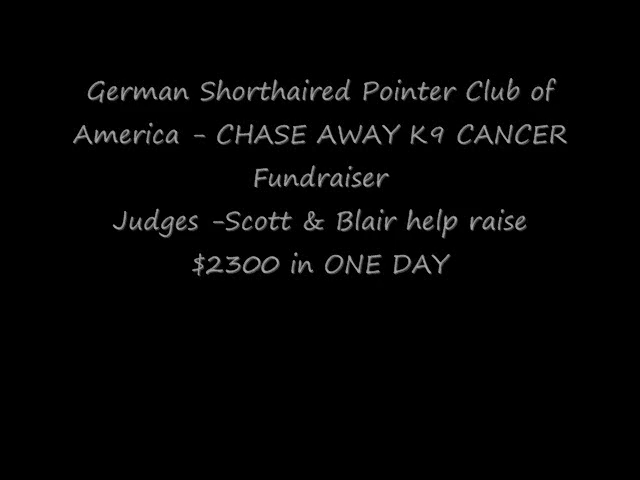 German Shorthaired Pointer Club of
America - CHASE AWAY K9 CANCER
Fundraiser
Judges -Scott & Blair help raise
$2300 in ONE DAY